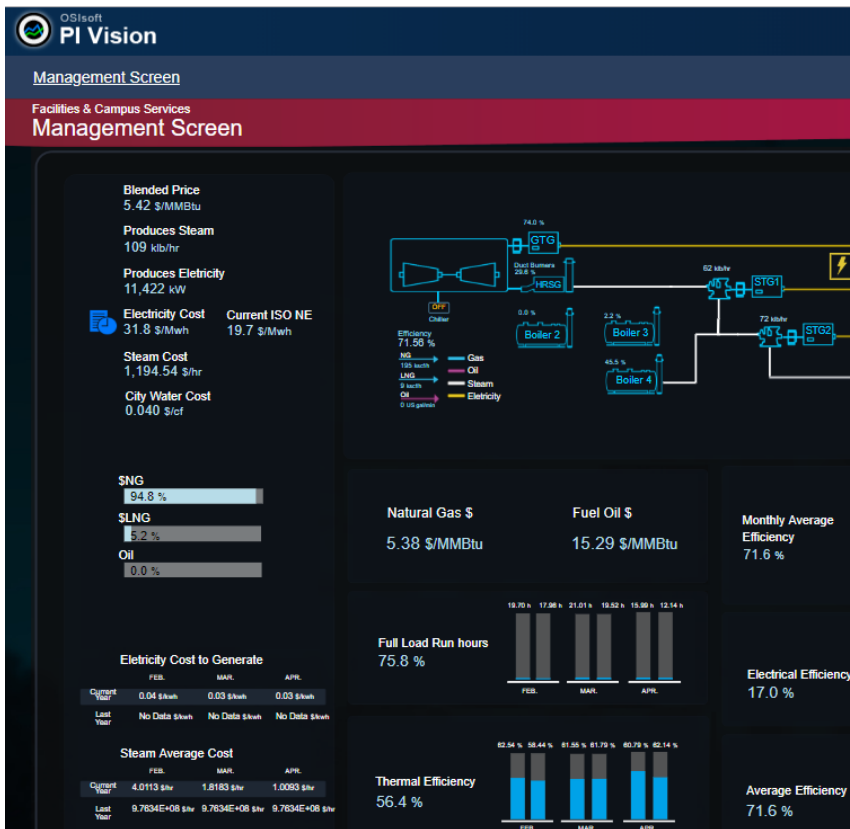 OSIsoft
PI Vision
Management Screen
Facilities & Campus Services
Management Screen
Blended Price
5.42 $/MMBtu
Produces Steam
109 klb/hr
Produces Eletricity
11,422 kW
Electricity Cost
31.8 $/Mwh
Current ISO NE
19.7 $/Mwh
Steam Cost
1,194.54 $/hr
City Water Cost
0.040 $/cf
$NG
94.8 %
$LNG
5.2 %
Oil
0.0 %
Eletricity Cost to Generate
FEB. MAR. APR.
Current Year 0.04 $/kwh 0.03 $/kwh 0.03 $/kwh
Last Year No Data $/kwh No Data $/kwh No Data $/kwh
Steam Average Cost
FEB. MAR. APR.
Current Year 4.0113 $/hr 1.8183 $/hr 1.0093 $/hr
Last Year 9.7634E+08 $/hr 9.7634E+08 $/hr 9.7634E+08 $/hr
74.0 %
GTG
Duct Burners
29.6 %
HRSG
OFF
Chiller
62 klb/hr
STG1
72 klb/hr
STG2
0.0 %
Boiler 2
2.2 %
Boiler 3
45.5 %
Boiler 4
Efficiency
71.56 %
NG
195 kscf/h
LNG
9 kscf/h
Oil
0 US gal/min
Gas
Oil
Steam
Eletricity
Natural Gas $
5.38 $/MMBtu
Fuel Oil $
15.29 $/MMBtu
Monthly Average
Efficiency
71.6 %
Full Load Run hours
75.8 %
19.70 h 17.98 h 21.01 h 19.52 h 15.99 h 12.14 h
FEB. MAR. APR.
Electrical Efficiency
17.0 %
Thermal Efficiency
56.4 %
62.54 % 58.44 % 61.55 % 61.79 % 60.79 % 62.14 %
FEB. MAR. APR.
Average Efficiency
71.6 %